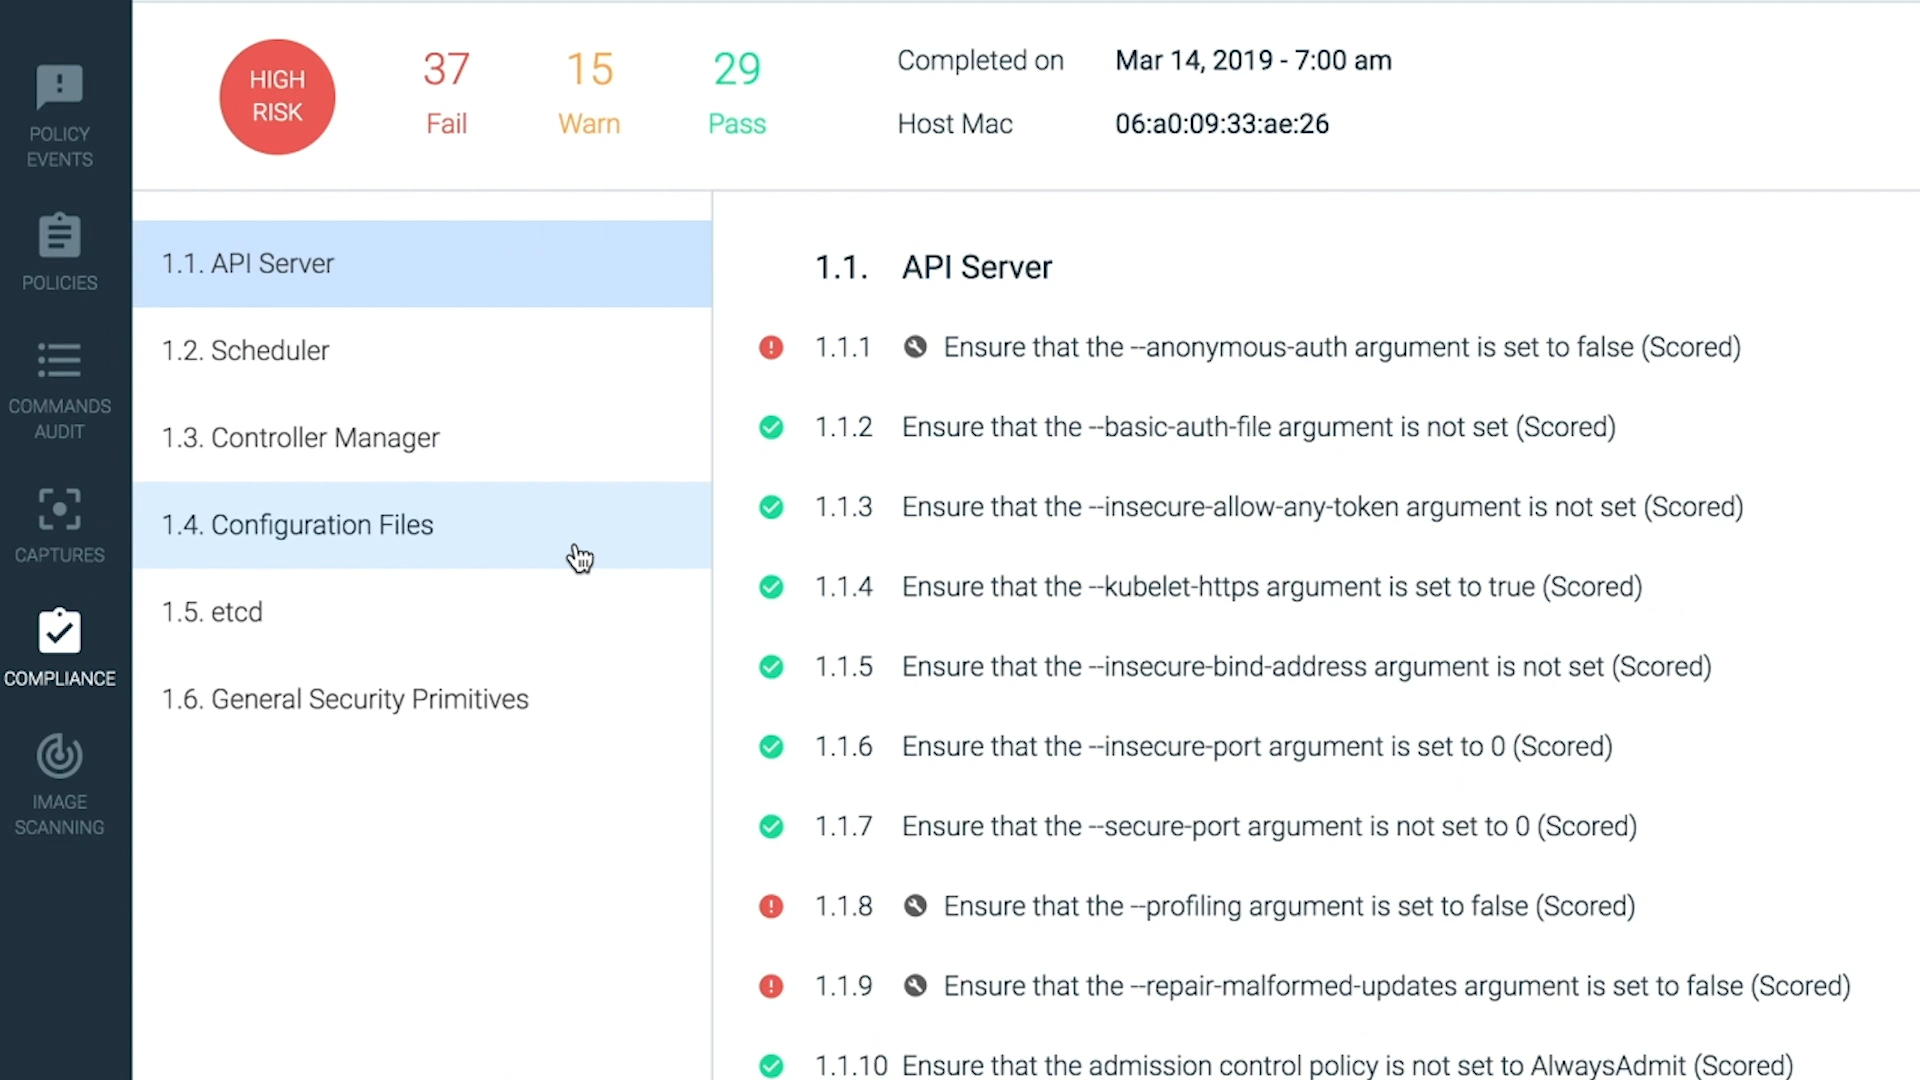 POLICY
EVENTS
POLICIES
COMMANDS
AUDIT
CAPTURES
COMPLIANCE
IMAGE
SCANNING
HIGH
RISK
37
Fail
15
Warn
29
Pass
Completed on Mar 14, 2019 - 7:00 am
Host Mac 06:a0:09:33:ae:26
1.1. API Server
1.2. Scheduler
1.3. Controller Manager
1.4. Configuration Files
1.5. etcd
1.6. General Security Primitives
1.1. API Server
1.1.1 Ensure that the --anonymous-auth argument is set to false (Scored)
1.1.2 Ensure that the --basic-auth-file argument is not set (Scored)
1.1.3 Ensure that the --insecure-allow-any-token argument is not set (Scored)
1.1.4 Ensure that the --kubelet-https argument is set to true (Scored)
1.1.5 Ensure that the --insecure-bind-address argument is not set (Scored)
1.1.6 Ensure that the --insecure-port argument is set to 0 (Scored)
1.1.7 Ensure that the --secure-port argument is not set to 0 (Scored)
1.1.8 Ensure that the --profiling argument is set to false (Scored)
1.1.9 Ensure that the --repair-malformed-updates argument is set to false (Scored)
1.1.10 Ensure that the admission control policy is not set to AlwaysAdmit (Scored)